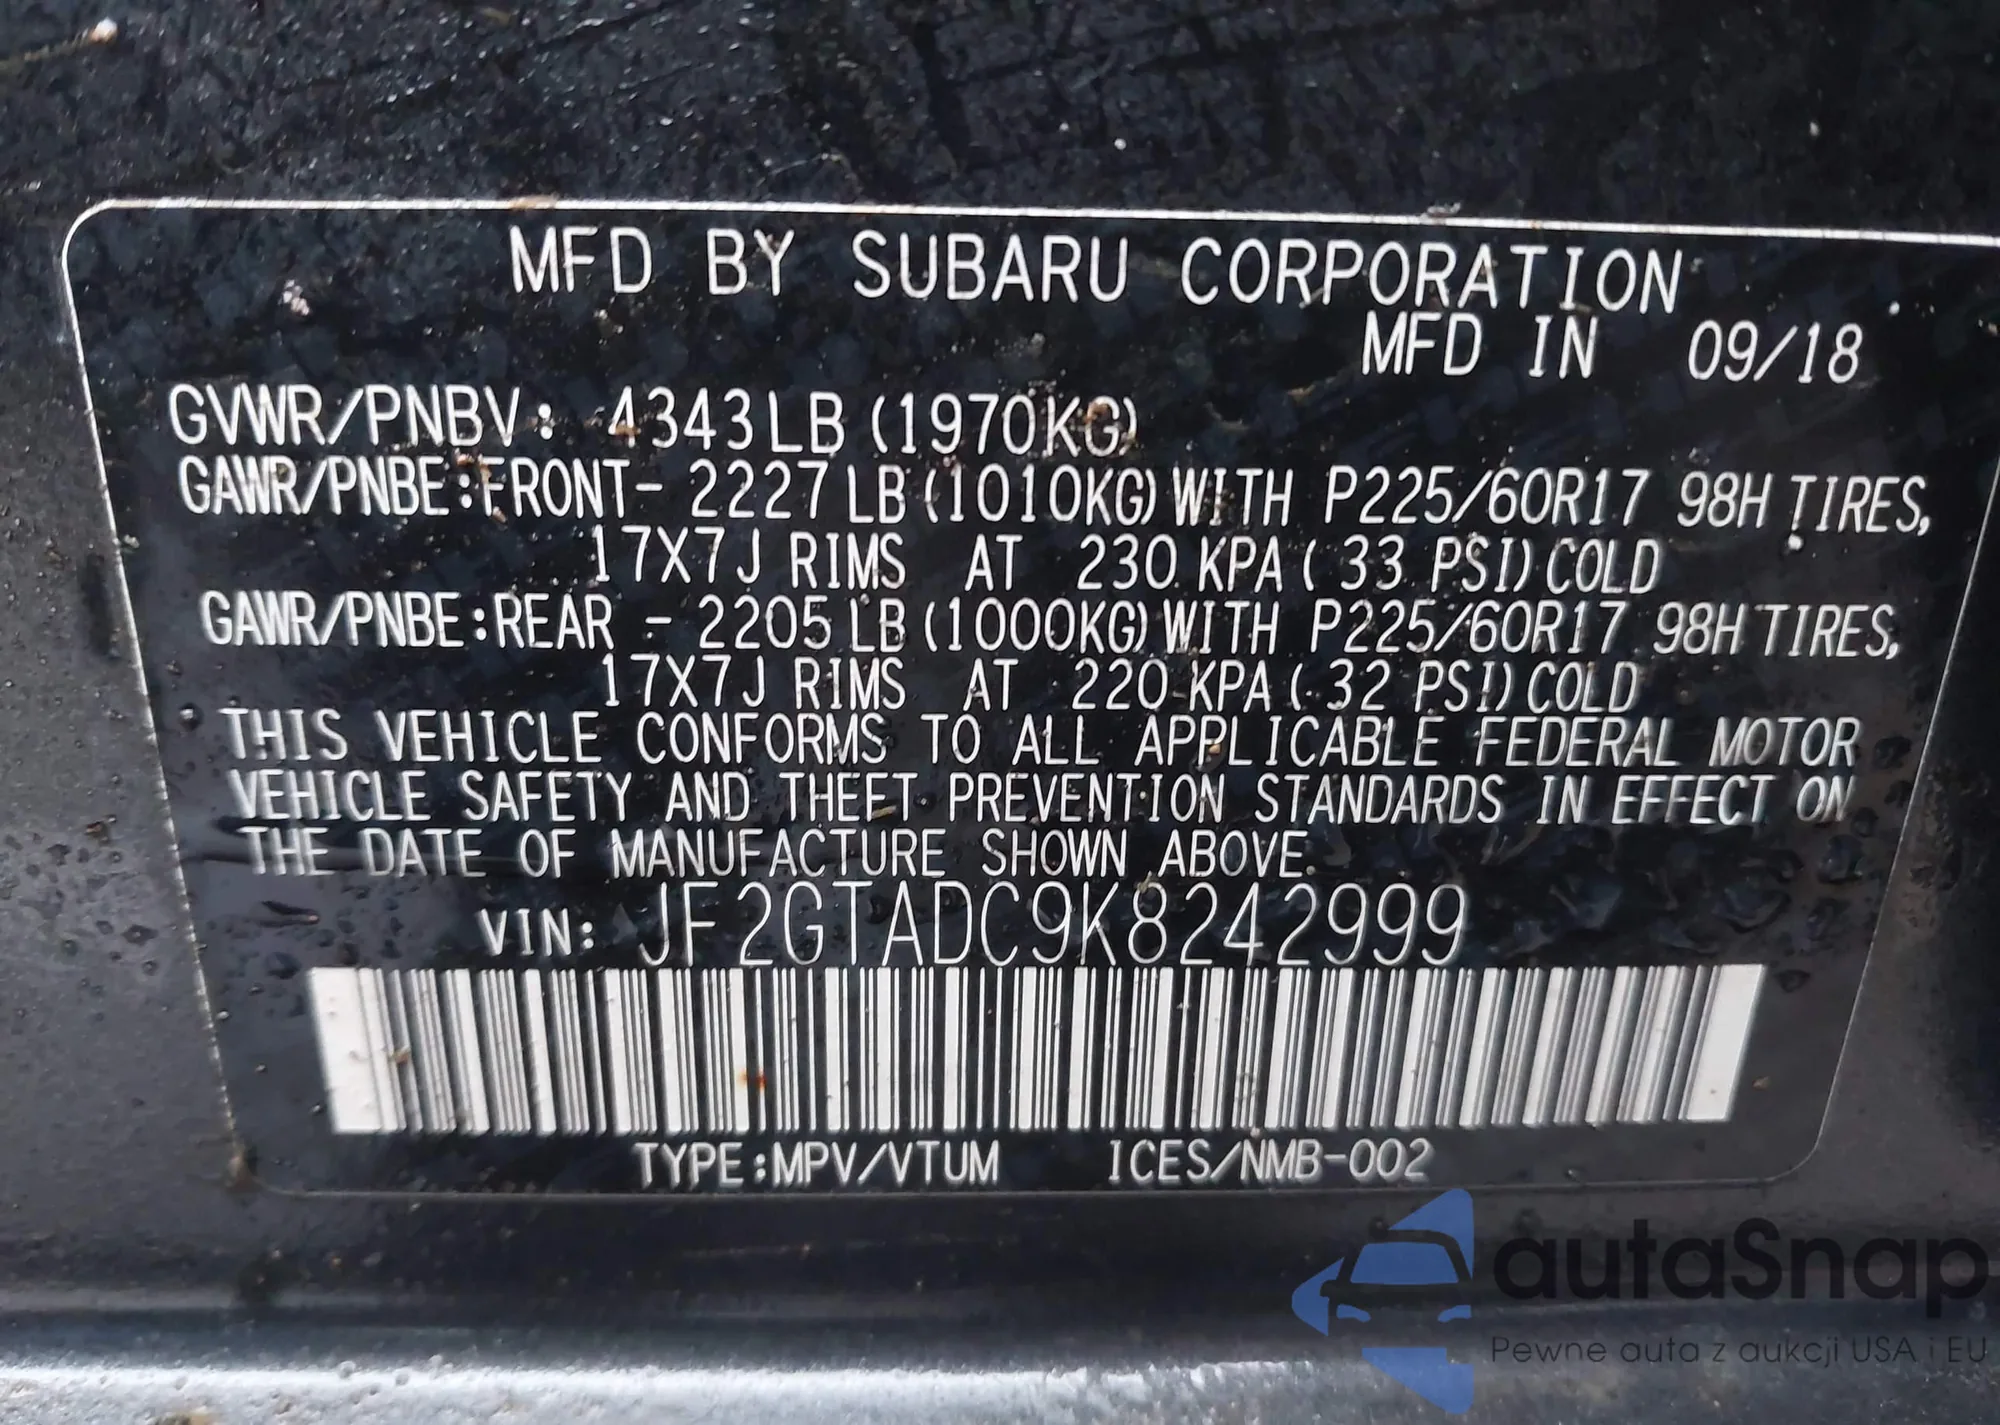 MFD BY SUBARU CORPORATION
MFD IN 09/18
GVWR/PNBV: 4343LB (1970KG)
GAWR/PNBE:FRONT- 2227LB(1010KG)WITH P225/60R17 98H TIRES,
17X7J RIMS AT 230 KPA( 33 PSI)COLD
GAWR/PNBE:REAR - 2205LB(1000KG)WITH P225/60R17 98H TIRES,
17X7J RIMS AT 220 KPA( 32 PSI)COLD
THIS VEHICLE CONFORMS TO ALL APPLICABLE FEDERAL MOTOR
VEHICLE SAFETY AND THEFT PREVENTION STANDARDS IN EFFECT ON
THE DATE OF MANUFACTURE SHOWN ABOVE.
VIN: JF2GTADC9K8242999
TYPE:MPV/VTUM ICES/NMB-002
autaSnap
Pewne auta z aukcji USA i EU